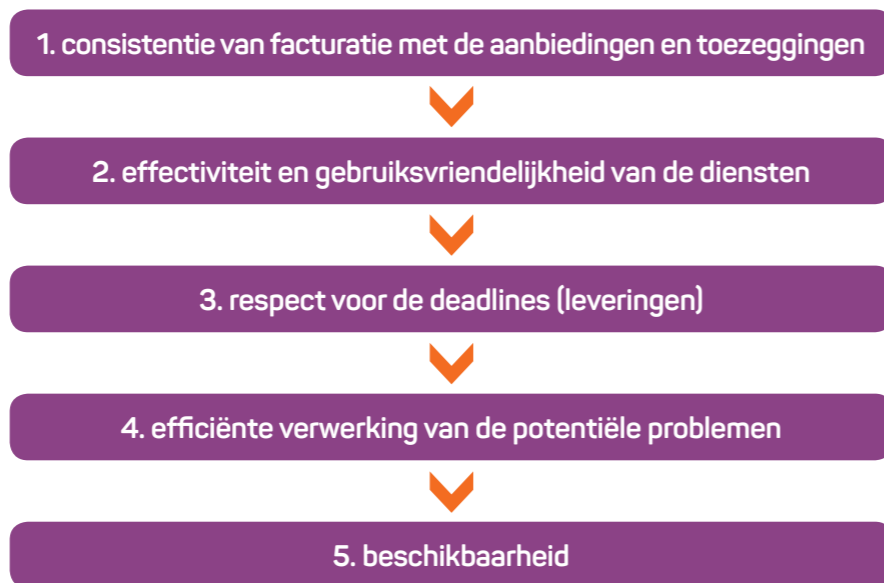 1. consistentie van facturatie met de aanbiedingen en toezeggingen
2. effectiviteit en gebruiksvriendelijkheid van de diensten
3. respect voor de deadlines (leveringen)
4. efficiënte verwerking van de potentiële problemen
5. beschikbaarheid